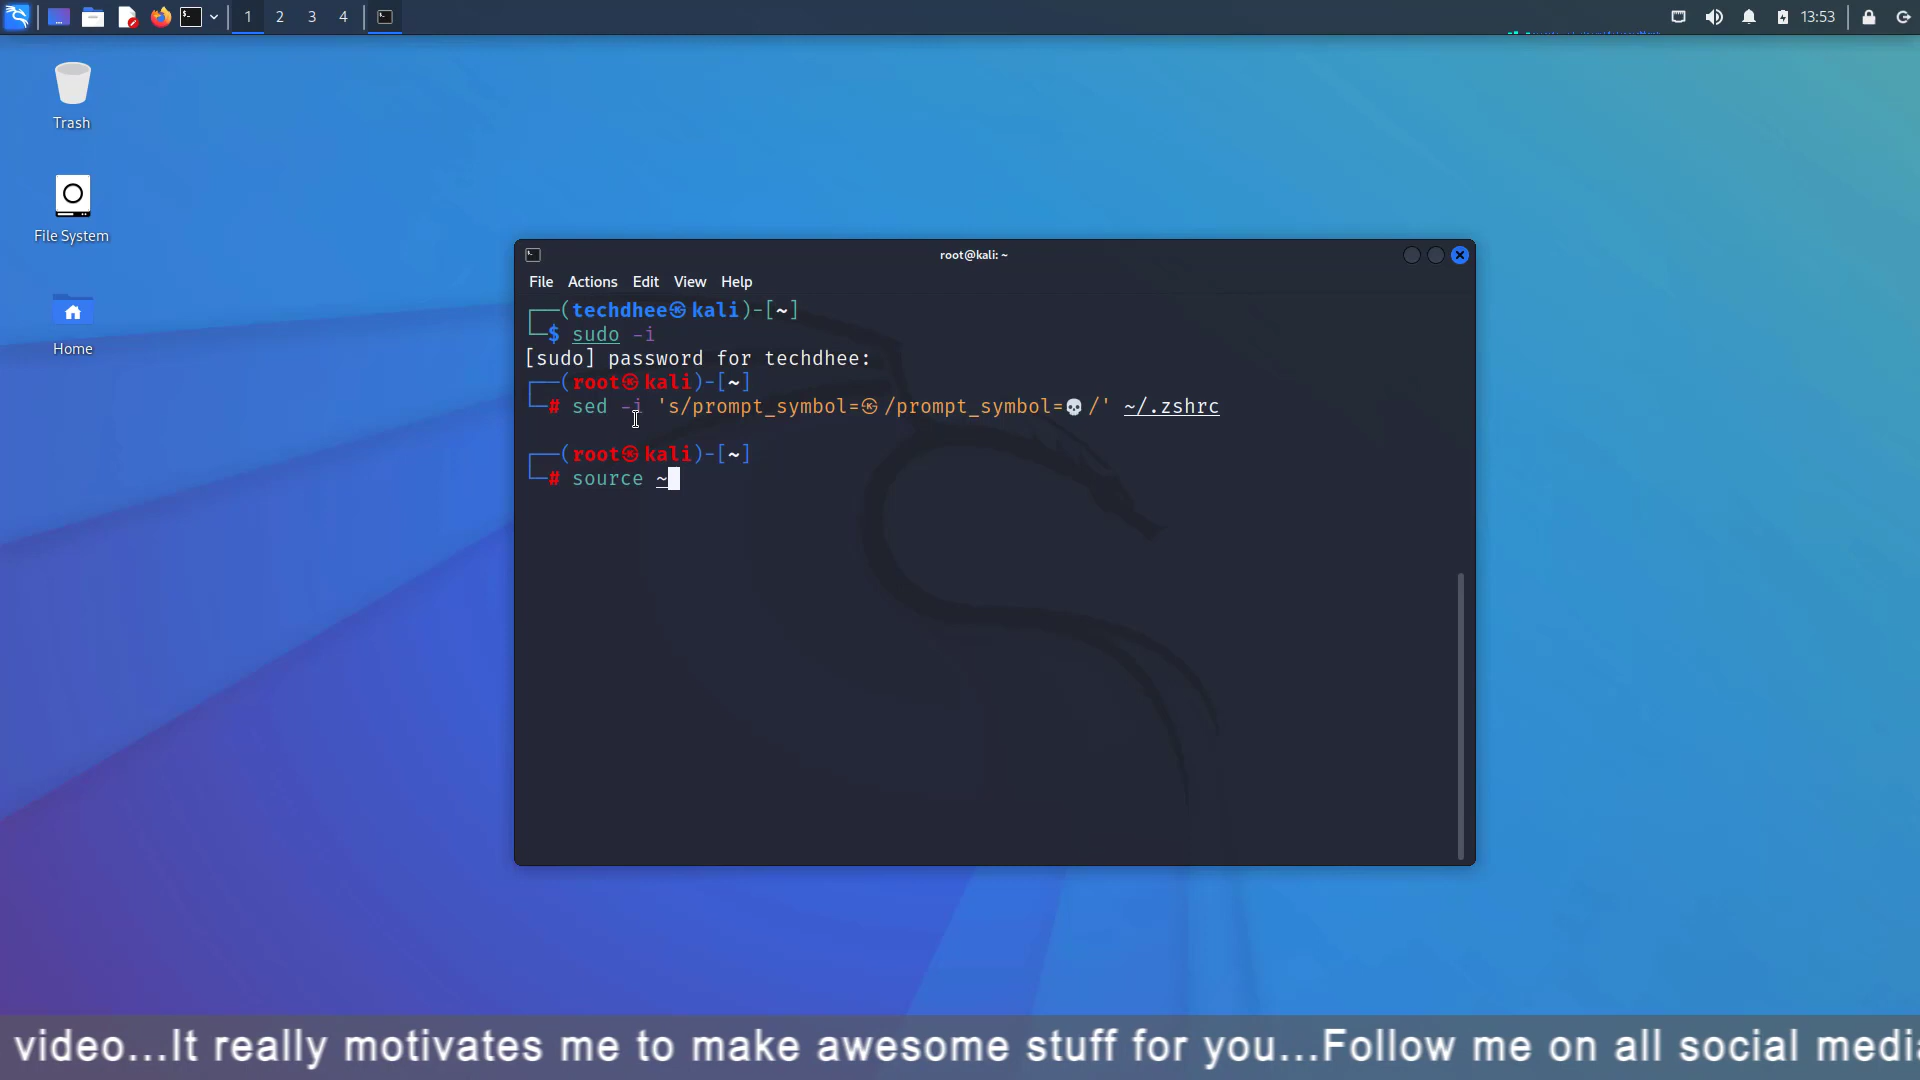 1 2 3 4 13:53
Trash
File System
Home
root@kali: ~
File Actions Edit View Help
┌──(techdhee㉿kali)-[~]
└─$ sudo -i
[sudo] password for techdhee:
┌──(root㉿kali)-[~]
└─# sed -i 's/prompt_symbol=㉿/prompt_symbol=💀/' ~/.zshrc
┌──(root㉿kali)-[~]
└─# source ~
video...It really motivates me to make awesome stuff for you...Follow me on all social media